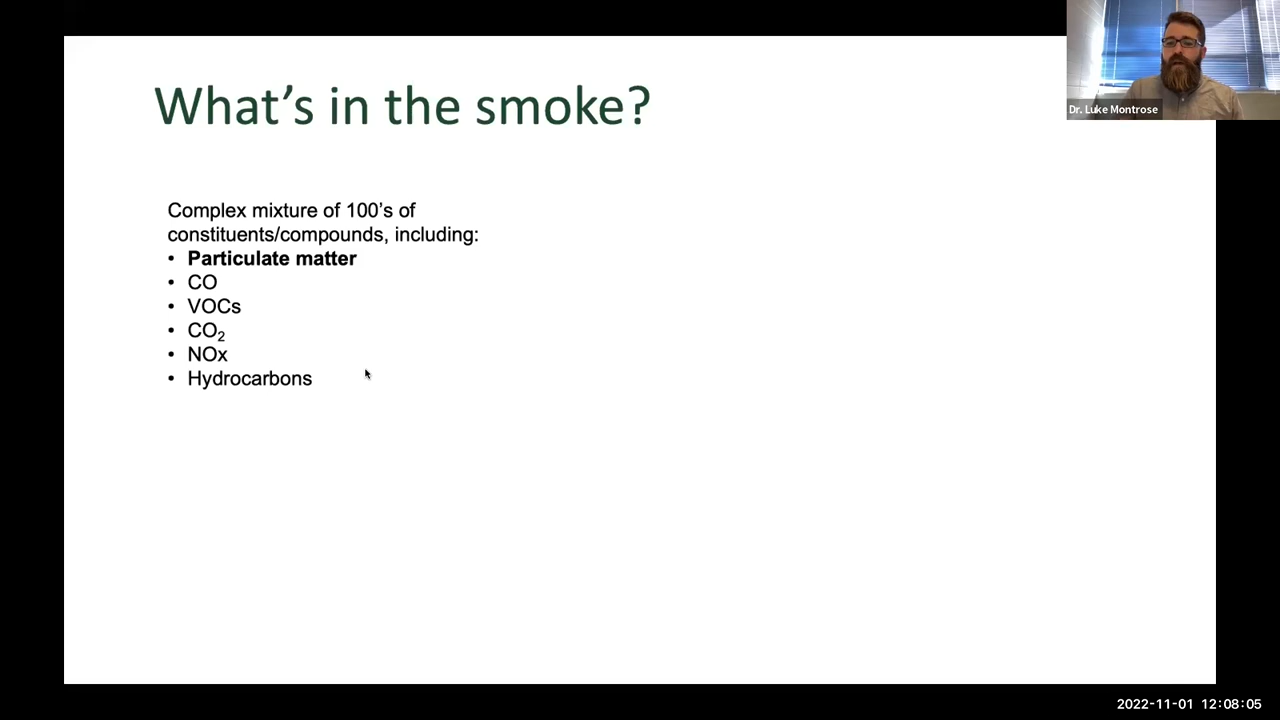 What's in the smoke?
Dr. Luke Montrose
Complex mixture of 100's of
constituents/compounds, including:
• Particulate matter
• CO
• VOCs
• CO₂
• NOx
• Hydrocarbons
2022-11-01 12:08:05